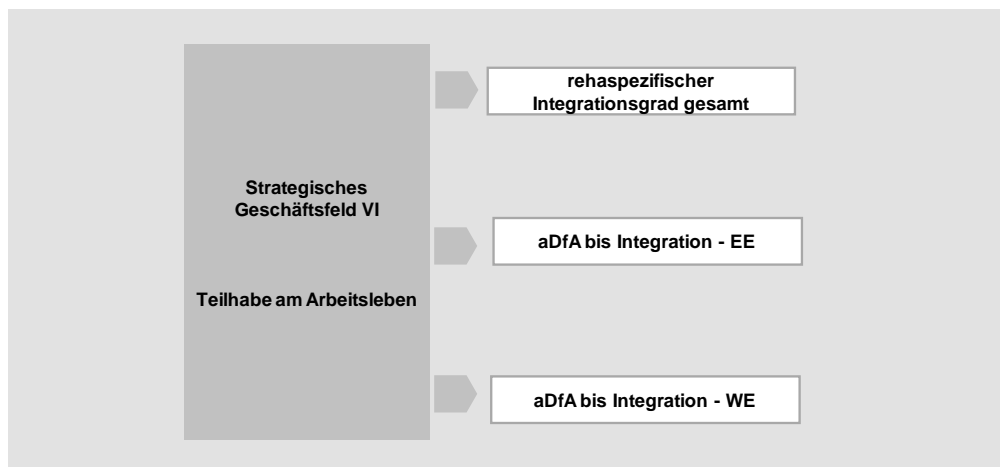 Strategisches
Geschäftsfeld VI
Teilhabe am Arbeitsleben
rehaspezifischer
Integrationsgrad gesamt
aDfA bis Integration - EE
aDfA bis Integration - WE